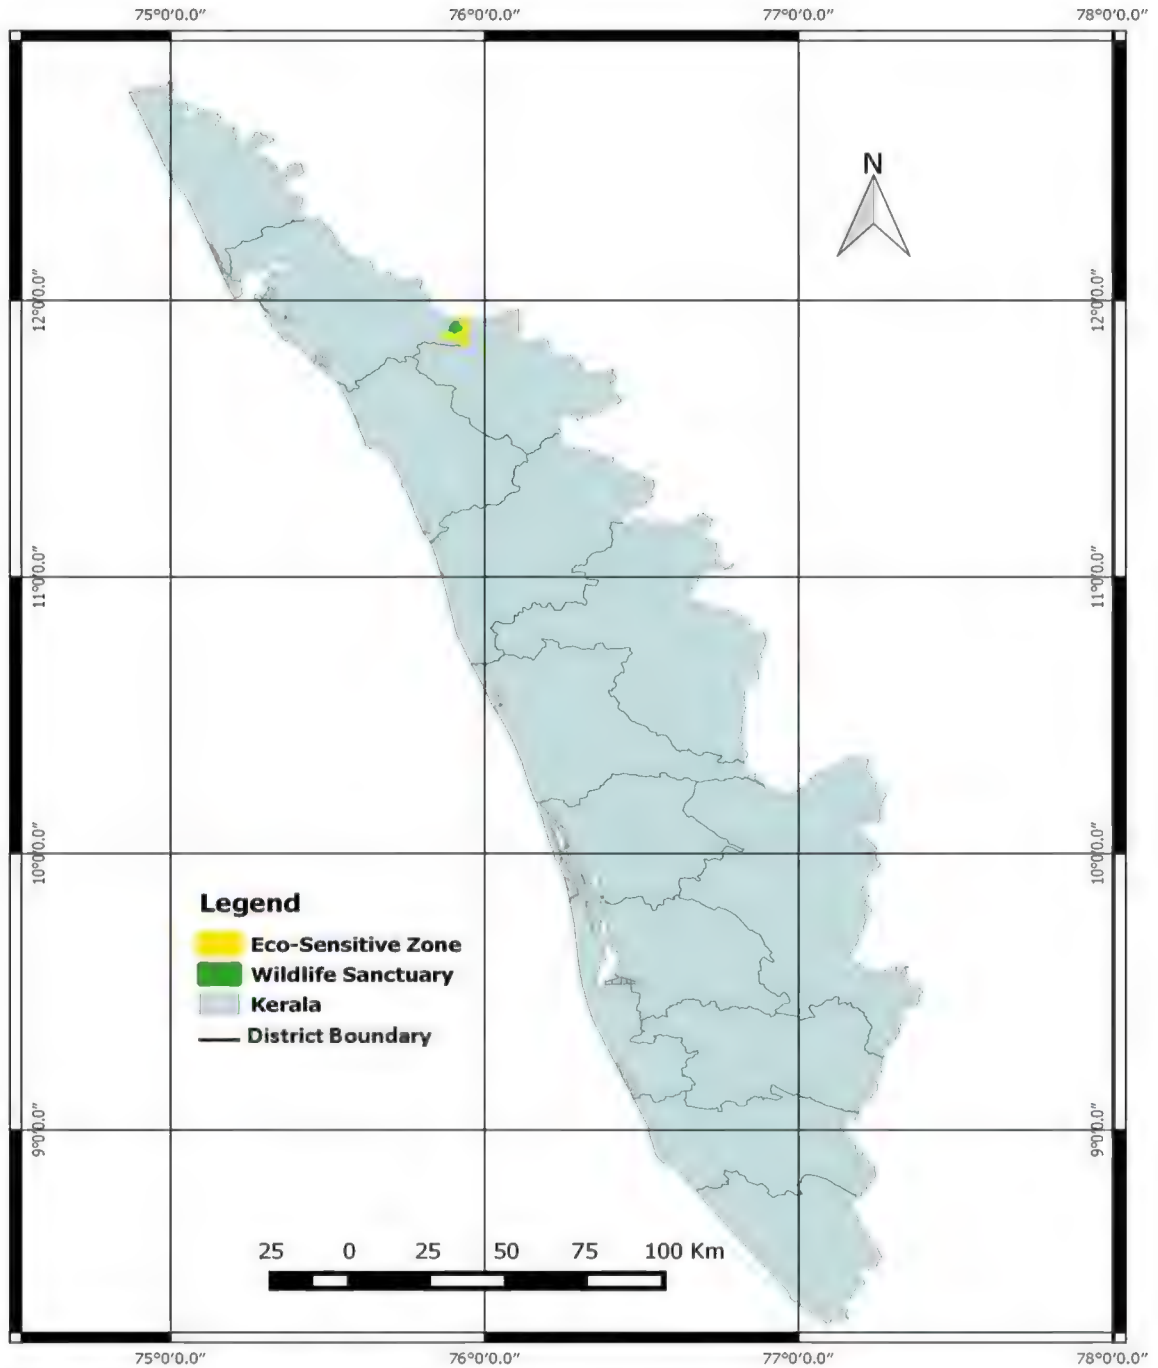 75°0'0.0" 76°0'0.0" 77°0'0.0" 78°0'0.0"
N
12°0'0.0" 12°0'0.0"
11°0'0.0" 11°0'0.0"
10°0'0.0" 10°0'0.0"
Legend
Eco-Sensitive Zone
Wildlife Sanctuary
Kerala
District Boundary
9°0'0.0" 9°0'0.0"
25 0 25 50 75 100 Km
75°0'0.0" 76°0'0.0" 77°0'0.0" 78°0'0.0"